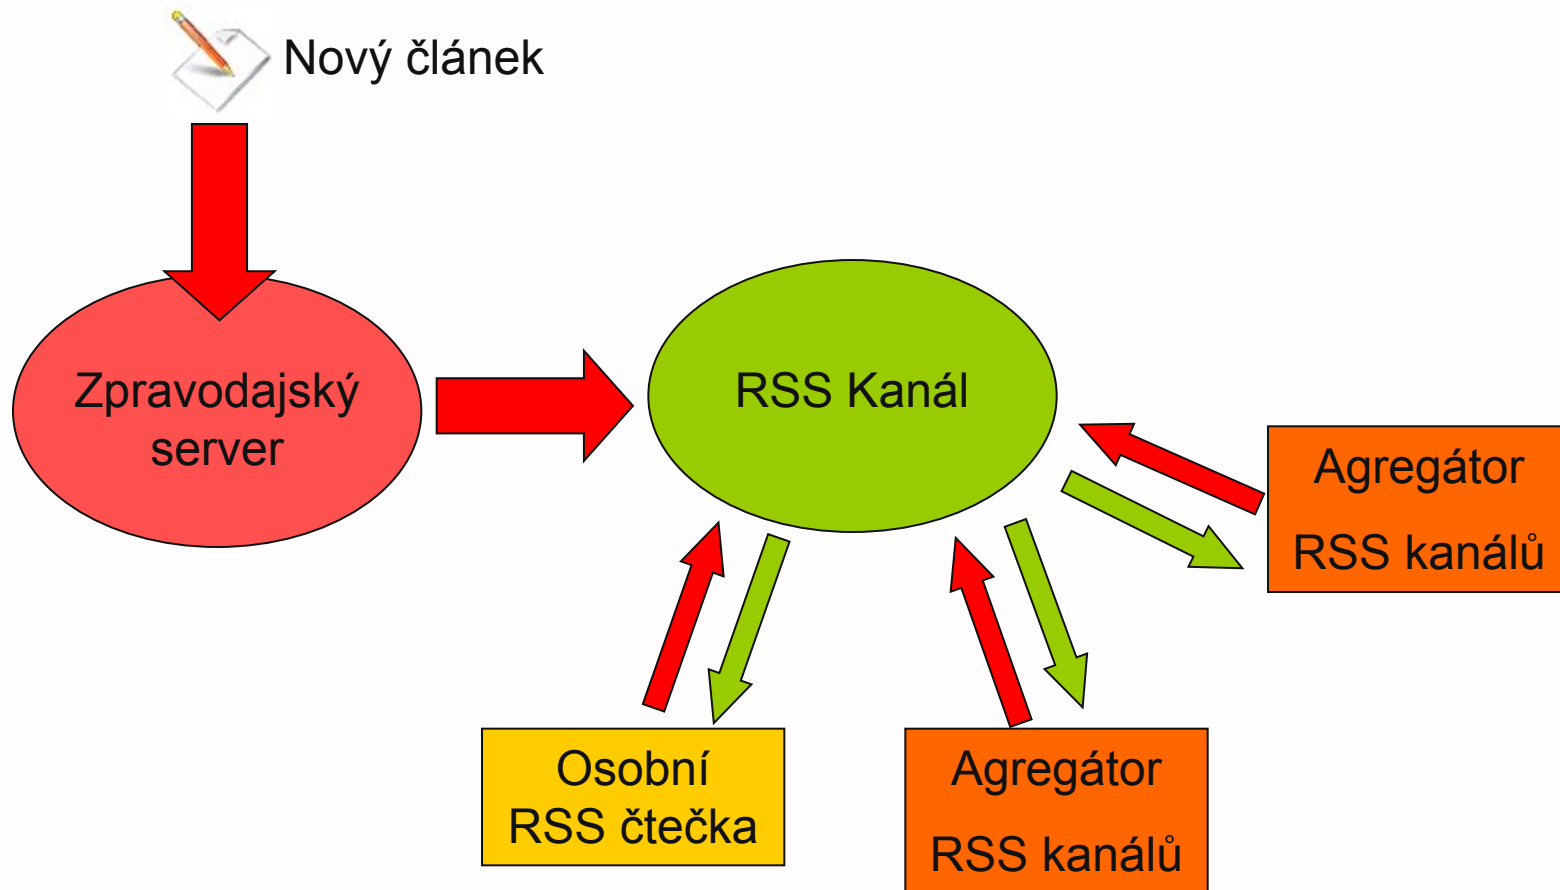 Nový článek
Zpravodajský
server
RSS Kanál
Agregátor
RSS kanálů
Osobní
RSS čtečka
Agregátor
RSS kanálů